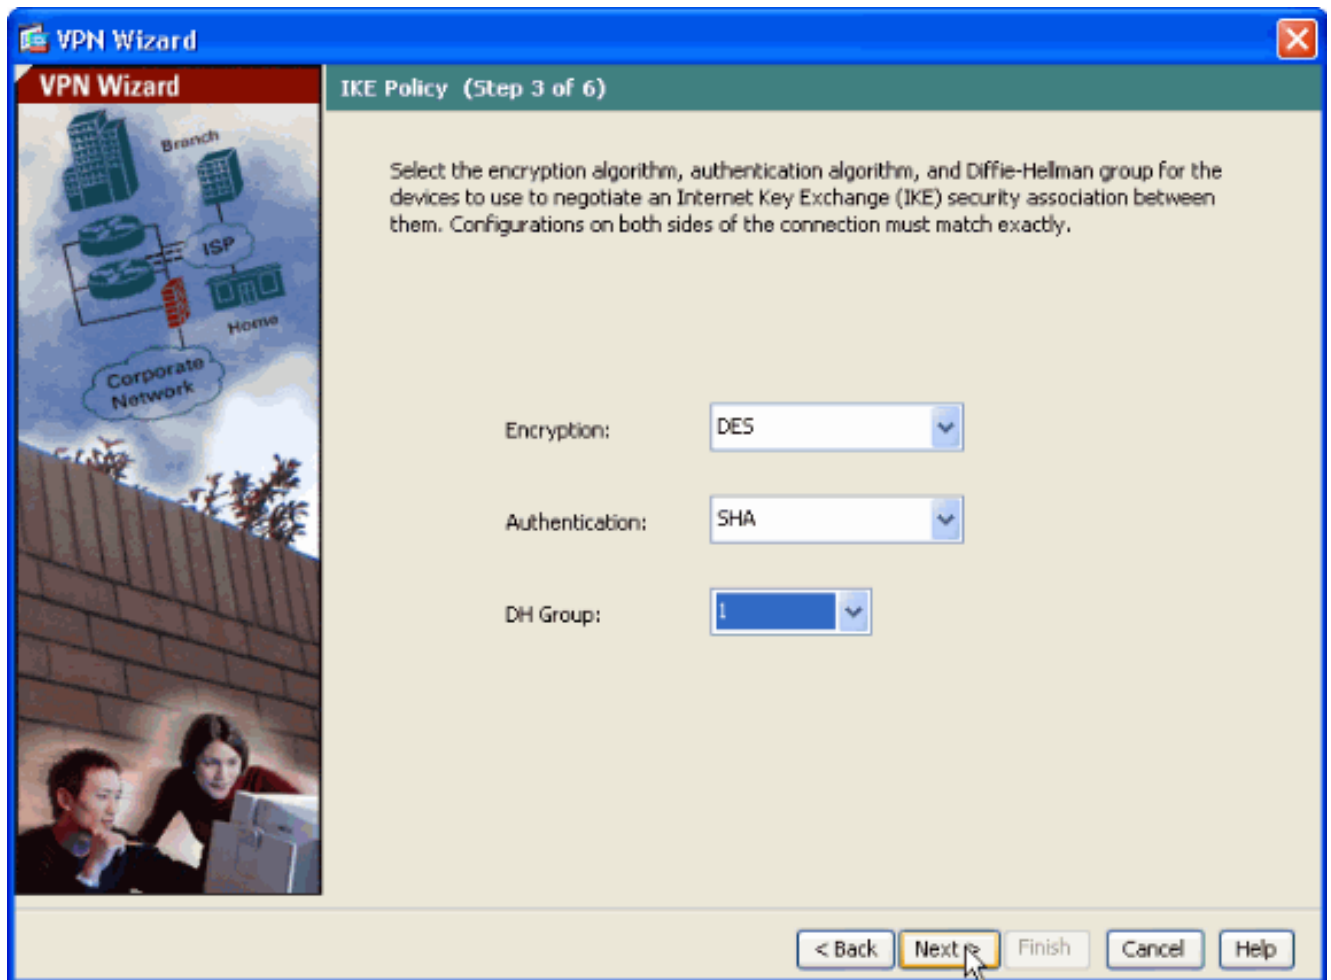 VPN Wizard
VPN Wizard
IKE Policy (Step 3 of 6)
Branch
ISP
Home
Corporate
Network
Select the encryption algorithm, authentication algorithm, and Diffie-Hellman group for the
devices to use to negotiate an Internet Key Exchange (IKE) security association between
them. Configurations on both sides of the connection must match exactly.
Encryption: DES
Authentication: SHA
DH Group: 1
< Back Next > Finish Cancel Help